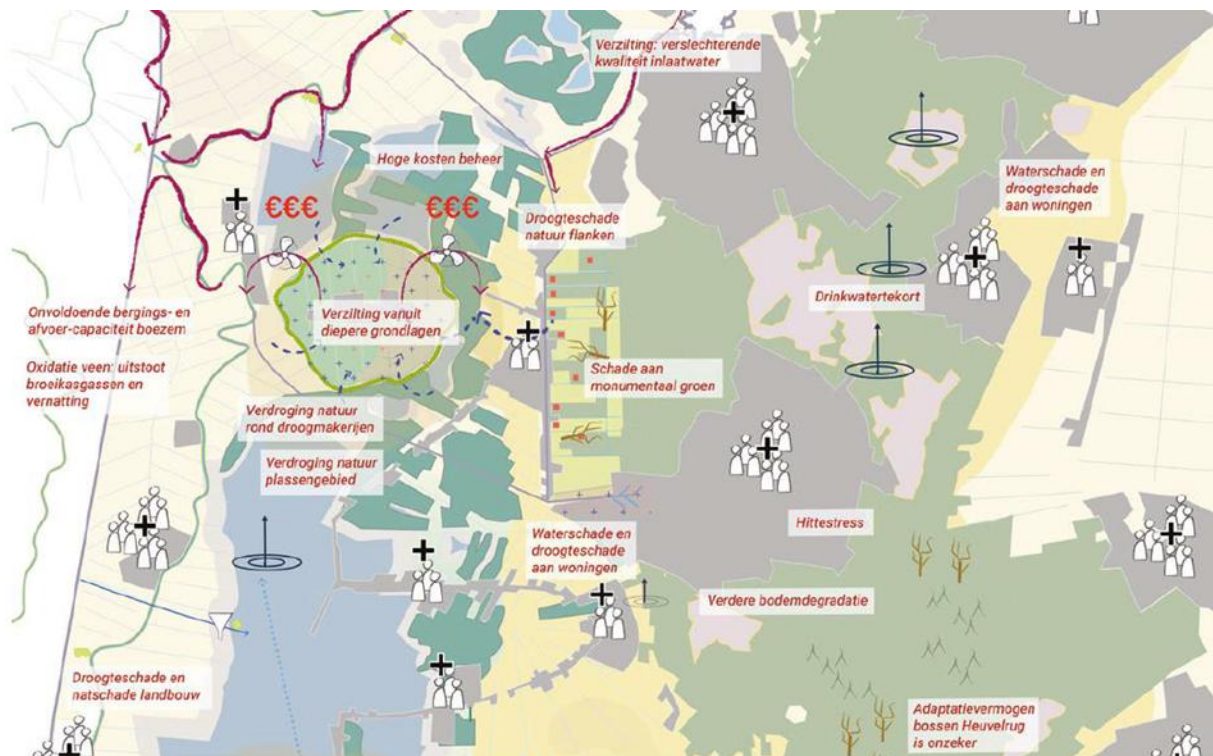 Verzilting: verslechterende
kwaliteit inlaatwater
Hoge kosten beheer
€€€
€€€
Waterschade en
droogteschade
aan woningen
Droogteschade
natuur flanken
Drinkwatertekort
Onvoldoende bergings- en
afvoer-capaciteit boezem
Verzilting vanuit
diepere grondlagen
Oxidatie veen: uitstoot
broeikasgassen en
vernatting
Schade aan
monumentaal groen
Verdroging natuur
rond droogmakerijen
Verdroging natuur
plassengebied
Hittestress
Waterschade en
droogteschade
aan woningen
Verdere bodemdegradatie
Droogteschade en
natschade landbouw
Adaptatievermogen
bossen Heuvelrug
is onzeker